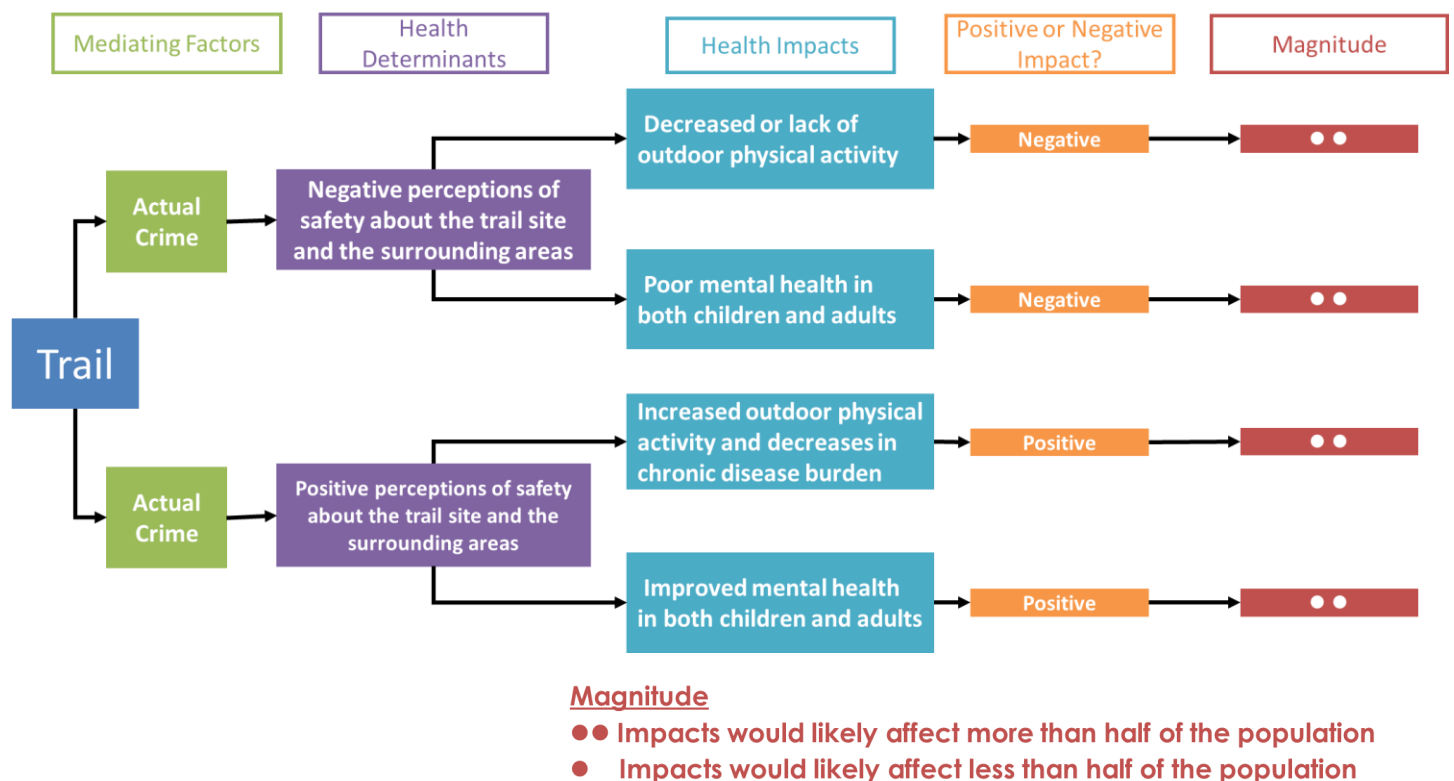 Mediating Factors
Health
Determinants
Health Impacts
Positive or Negative
Impact?
Magnitude
Trail
Actual
Crime
Negative perceptions of
safety about the trail site
and the surrounding areas
Decreased or lack of
outdoor physical activity
Negative
●●
Poor mental health in
both children and adults
Negative
●●
Actual
Crime
Positive perceptions of safety
about the trail site and the
surrounding areas
Increased outdoor physical
activity and decreases in
chronic disease burden
Positive
●●
Improved mental health
in both children and adults
Positive
●●
Magnitude
●● Impacts would likely affect more than half of the population
● Impacts would likely affect less than half of the population